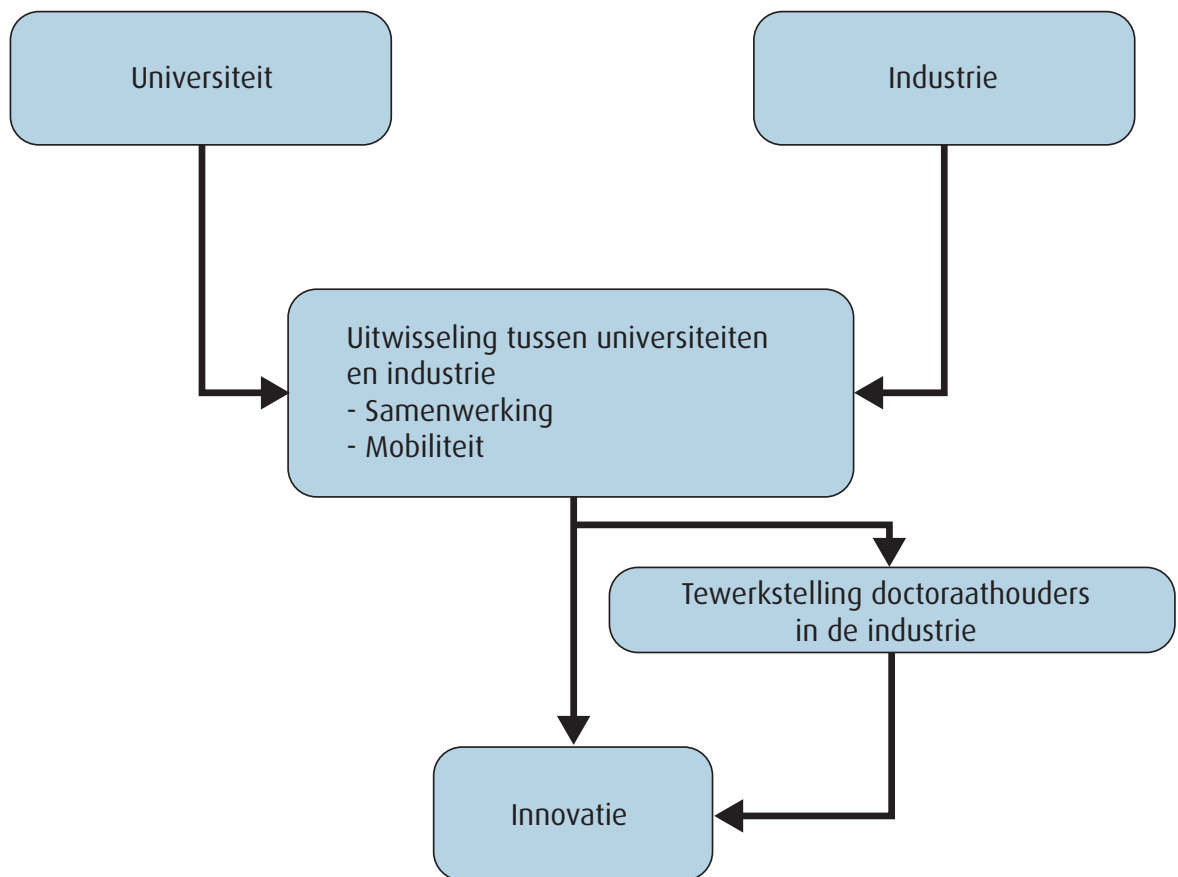 Universiteit
Industrie
Uitwisseling tussen universiteiten
en industrie
- Samenwerking
- Mobiliteit
Tewerkstelling doctoraathouders
in de industrie
Innovatie